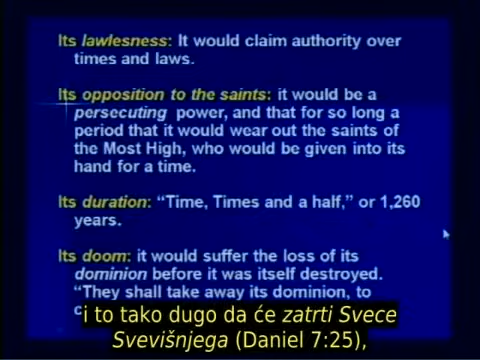 Its lawlesness: It would claim authority over
times and laws.
Its opposition to the saints: it would be a
persecuting power, and that for so long a
period that it would wear out the saints of
the Most High, who would be given into its
hand for a time.
Its duration: “Time, Times and a half,” or 1,260
years.
Its doom: it would suffer the loss of its
dominion before it was itself destroyed.
“They shall take away its dominion, to
i to tako dugo da će zatrti Svece
Svevišnjega (Daniel 7:25),